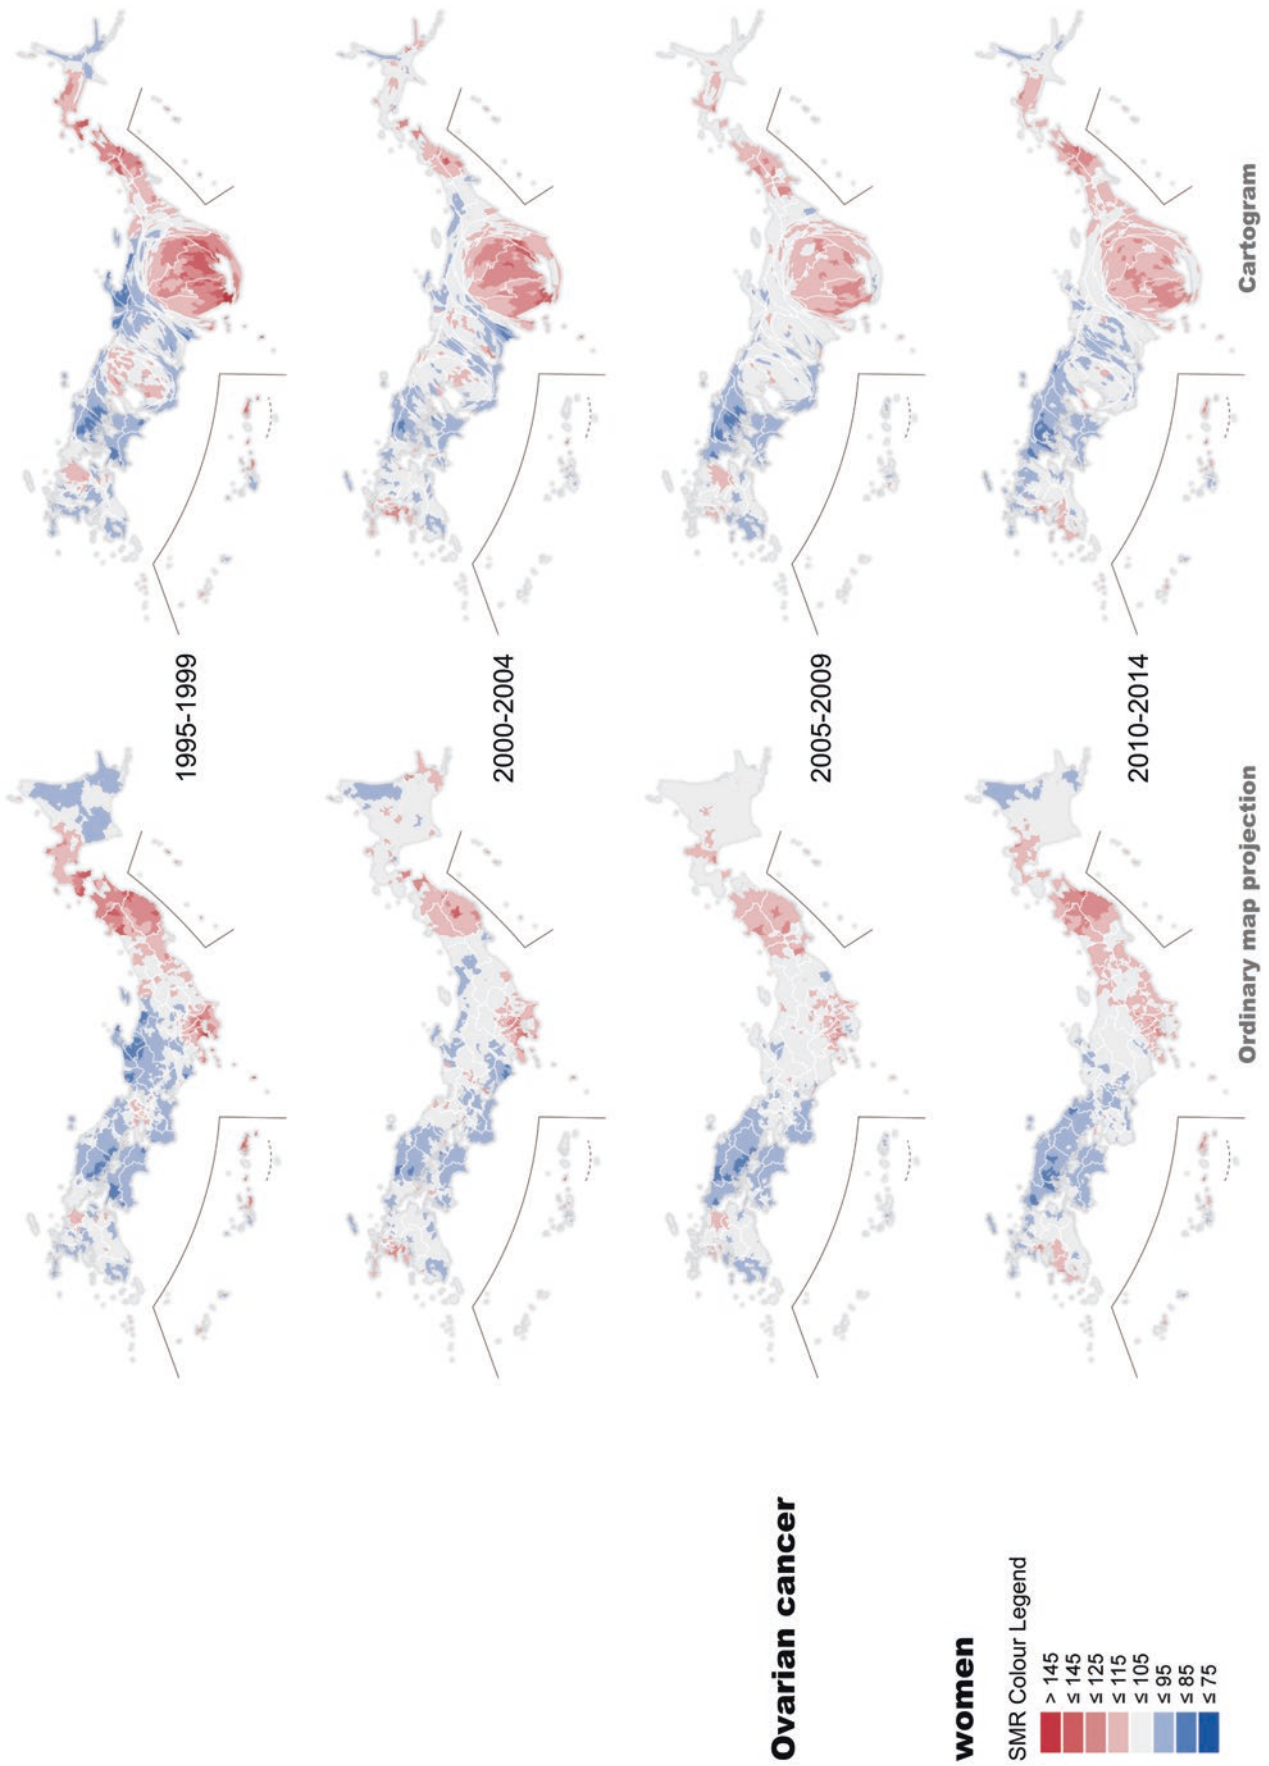 Ovarian cancer
women
SMR Colour Legend
> 145
≤ 145
≤ 125
≤ 115
≤ 105
≤ 95
≤ 85
≤ 75
1995-1999
2000-2004
2005-2009
2010-2014
Ordinary map projection
Cartogram